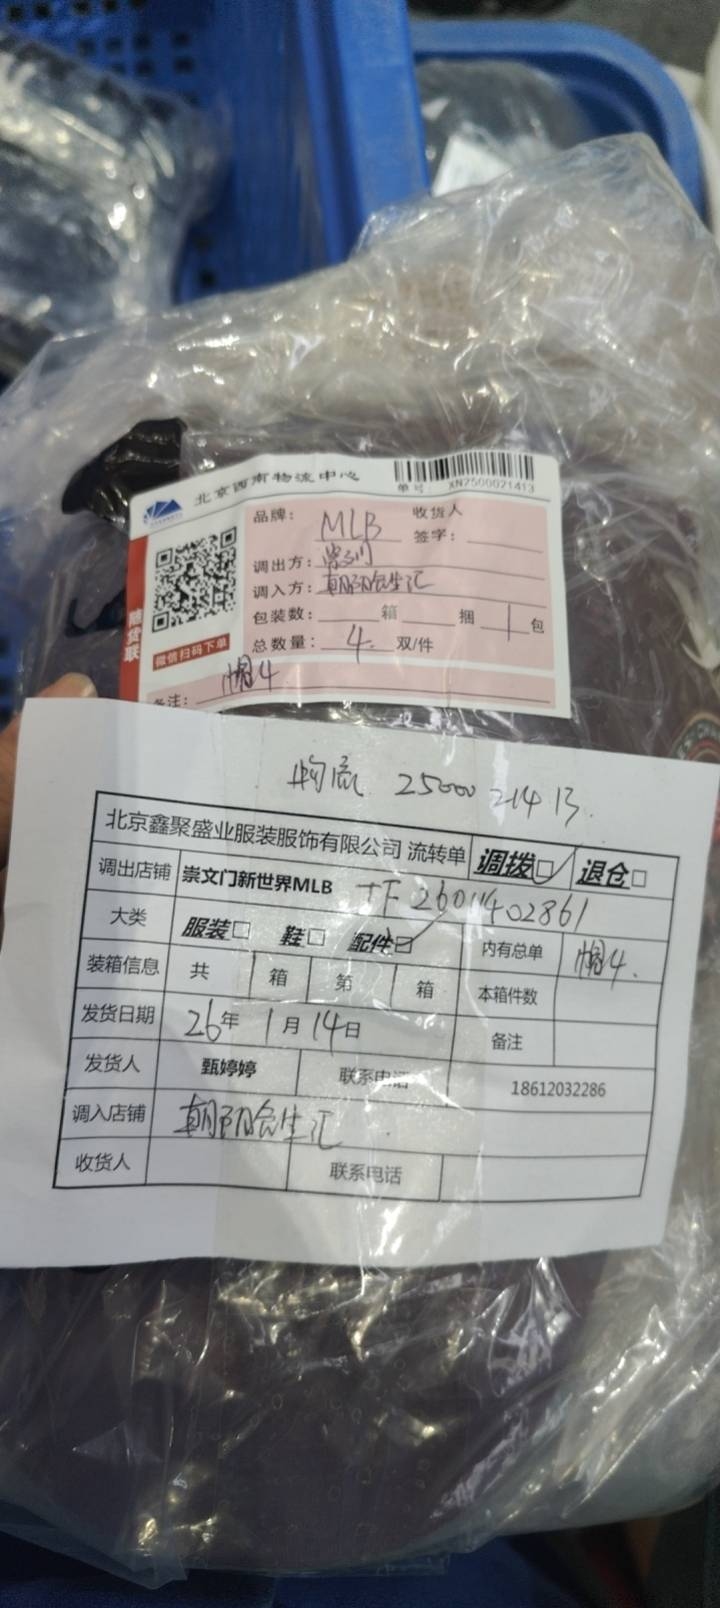 北京西南物流中心
单号: XN2500021413
品牌: MLB 收货人
签字:
调出方: 崇文门
调入方: 朝阳合生汇
包装数: 箱 捆 1 包
总数量: 4. 双/件
随货联
微信扫码下单
备注: 帽4
物流 2500021413.
北京鑫聚盛业服装服饰有限公司 流转单 调拨☑ 退仓□
调出店铺 崇文门新世界MLB TF26011402861
大类 服装□ 鞋□ 配件☑ 内有总单 帽4.
装箱信息 共 箱 第 箱 本箱件数
发货日期 26年 1月14日 备注
发货人 甄婷婷 联系电话 18612032286
调入店铺 朝阳合生汇
收货人 联系电话